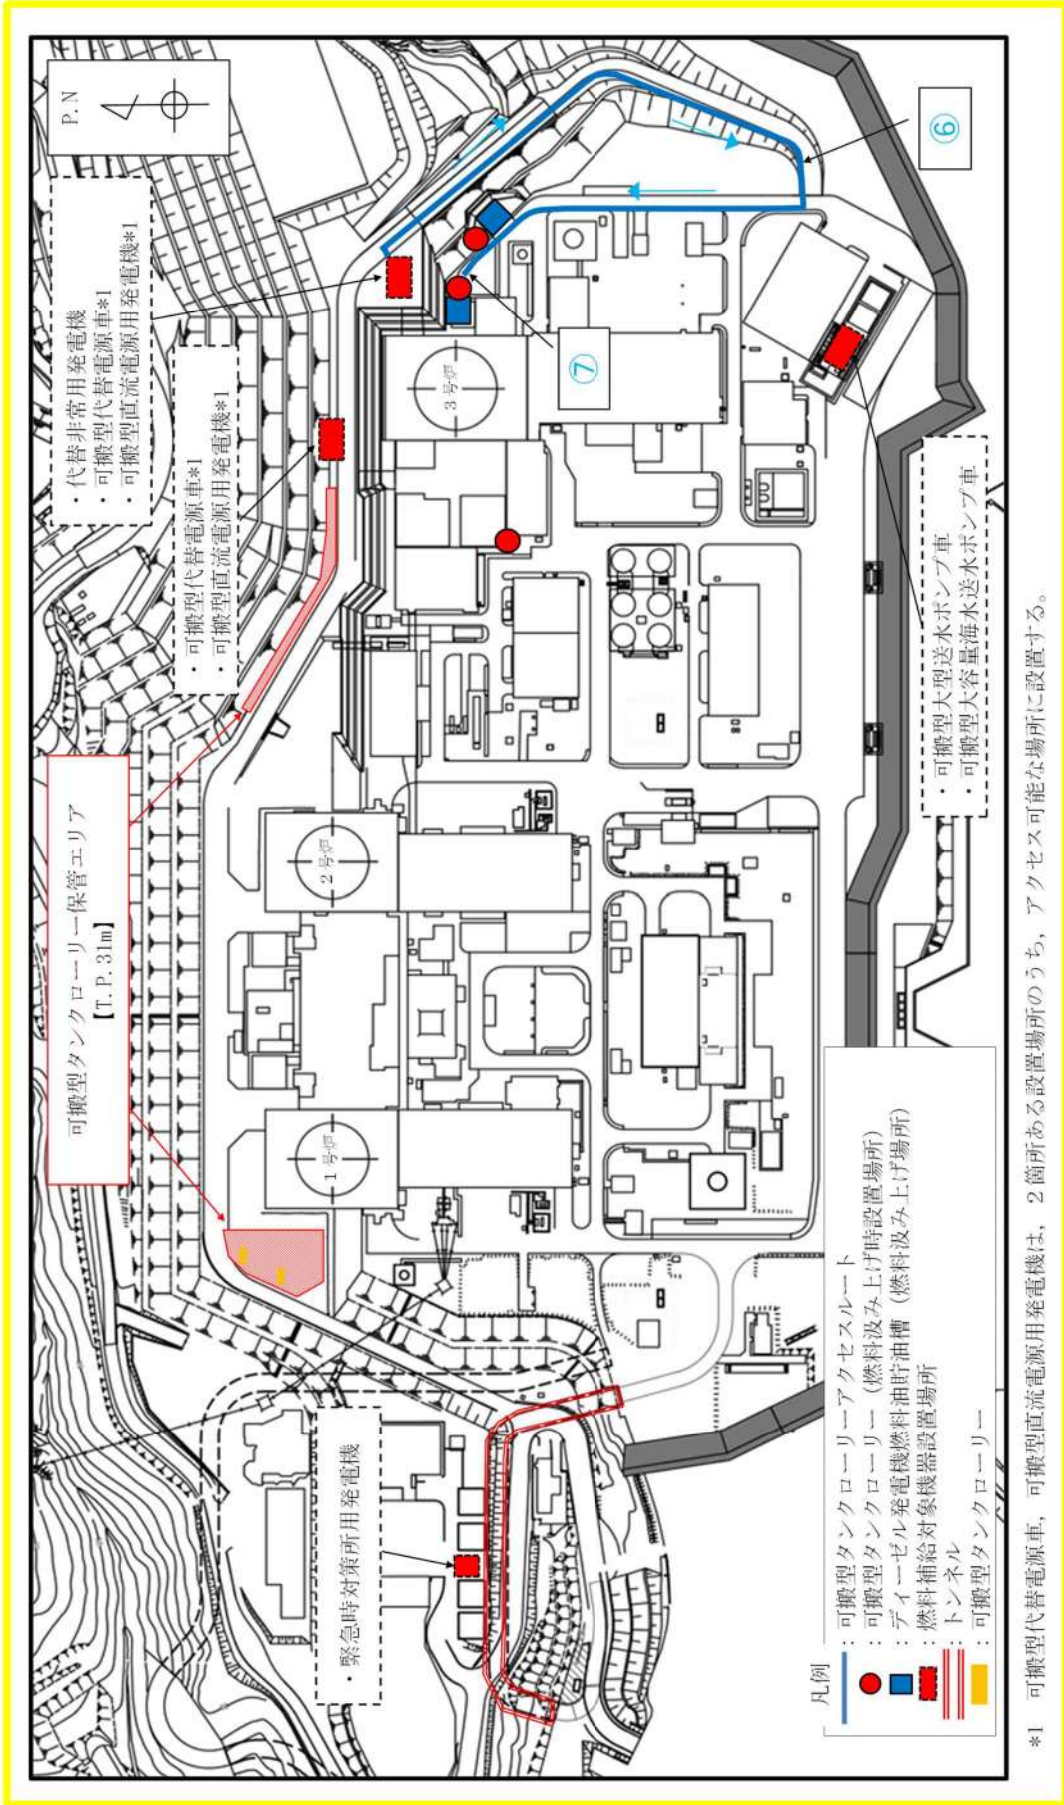 P.N
・代替非常用発電機
・可搬型代替電源車*1
・可搬型直流電源用発電機*1
・可搬型代替電源車*1
・可搬型直流電源用発電機*1
可搬型タンクローリー保管エリア
【T.P.31m】
・緊急時対策所用発電機
1号炉
2号炉
3号炉
⑥
⑦
・可搬型大型送水ポンプ車
・可搬型大容量海水送水ポンプ車
凡例
：可搬型タンクローリーアクセスルート
：可搬型タンクローリー（燃料汲み上げ時設置場所）
：ディーゼル発電機燃料油貯油槽（燃料汲み上げ場所）
：燃料補給対象機器設置場所
：トンネル
：可搬型タンクローリー
*1　可搬型代替電源車，可搬型直流電源用発電機は，２箇所ある設置場所のうち，アクセス可能な場所に設置する。